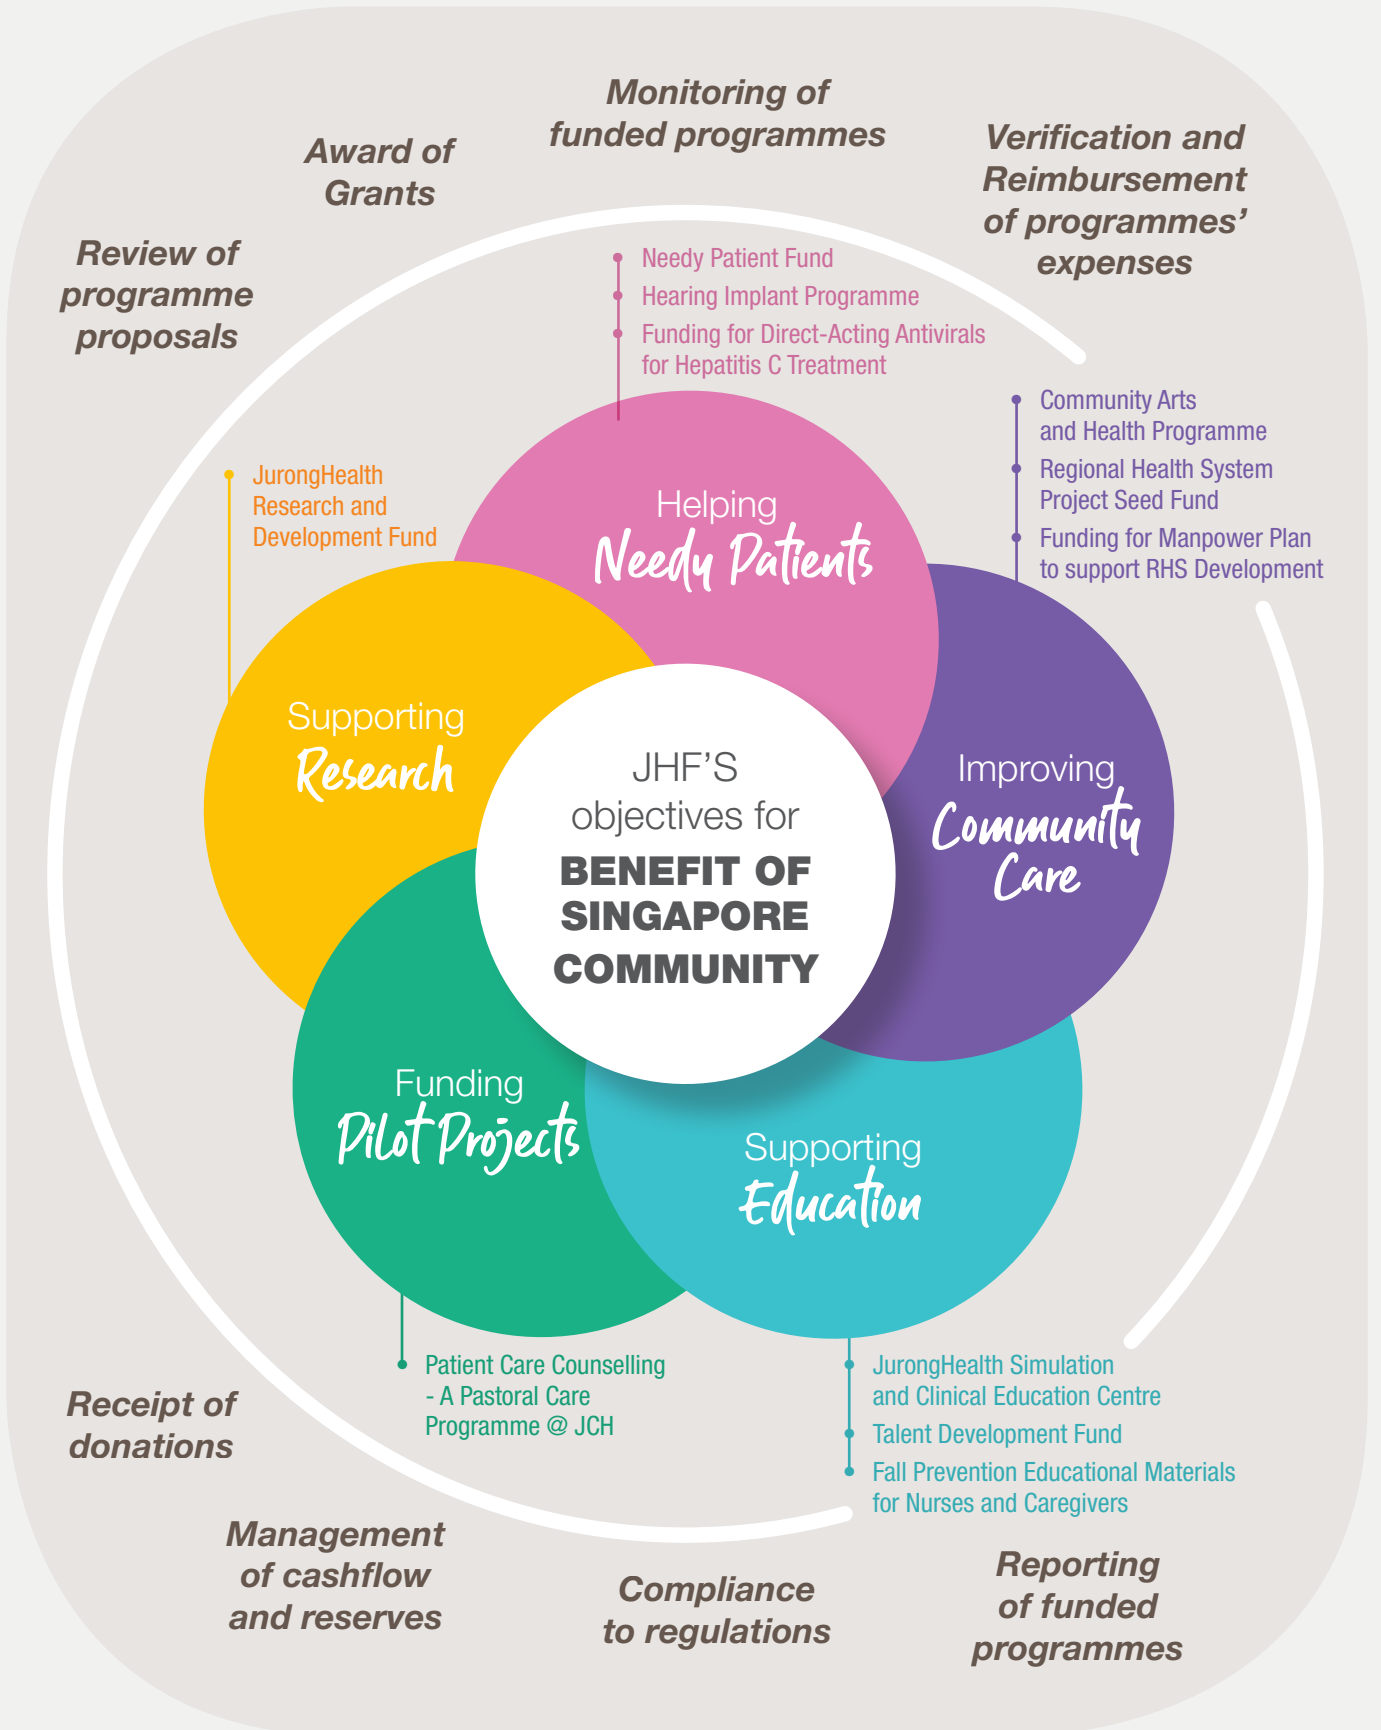 Monitoring of
funded programmes
Award of
Grants
Verification and
Reimbursement
of programmes’
expenses
Review of
programme
proposals
Needy Patient Fund
Hearing Implant Programme
Funding for Direct-Acting Antivirals
for Hepatitis C Treatment
Community Arts
and Health Programme
Regional Health System
Project Seed Fund
Funding for Manpower Plan
to support RHS Development
JurongHealth
Research and
Development Fund
Helping
Needy Patients
Supporting
Research
Improving
Community
Care
JHF’S
objectives for
BENEFIT OF
SINGAPORE
COMMUNITY
Funding
Pilot Projects
Supporting
Education
Patient Care Counselling
- A Pastoral Care
Programme @ JCH
JurongHealth Simulation
and Clinical Education Centre
Talent Development Fund
Fall Prevention Educational Materials
for Nurses and Caregivers
Receipt of
donations
Management
of cashflow
and reserves
Compliance
to regulations
Reporting
of funded
programmes